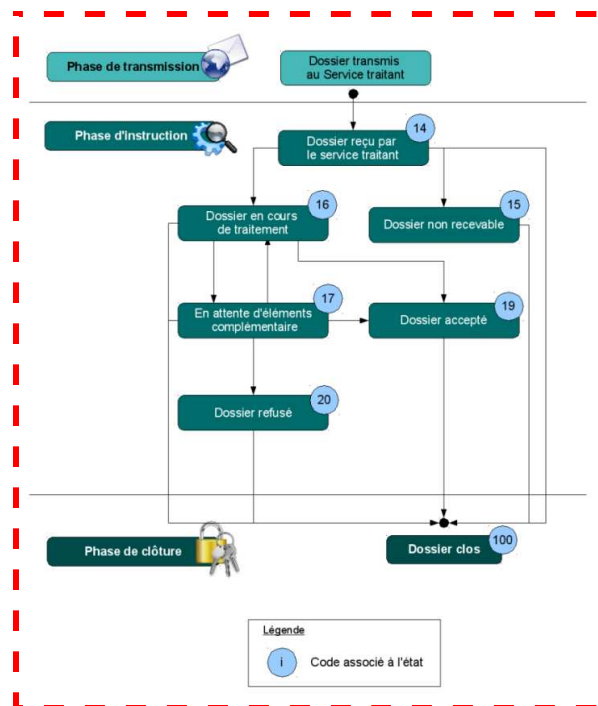 Phase de transmission
Dossier transmis
au Service traitant
Phase d'instruction
14
Dossier reçu par
le service traitant
16
Dossier en cours
de traitement
15
Dossier non recevable
17
En attente d'éléments
complémentaire
19
Dossier accepté
20
Dossier refusé
Phase de clôture
100
Dossier clos
Légende
i
Code associé à l'état